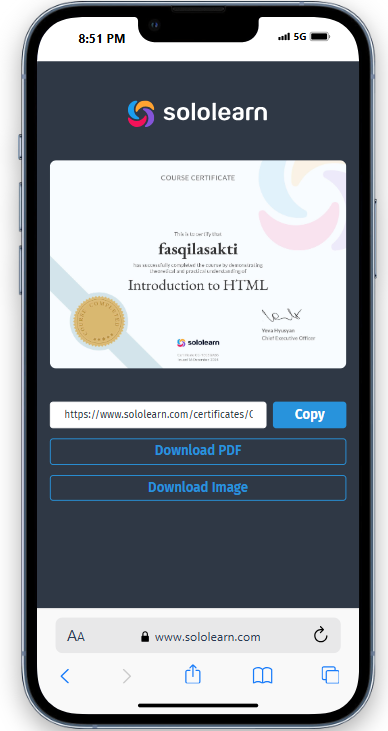 8:51 PM
5G
sololearn
COURSE CERTIFICATE
This is to certify that
fasqilasakti
has successfully completed the course by demonstrating
theoretical and practical understanding of
Introduction to HTML
Yeva Hyusyan
Chief Executive Officer
sololearn
https://www.sololearn.com/certificates/C
Copy
Download PDF
Download Image
AA
www.sololearn.com